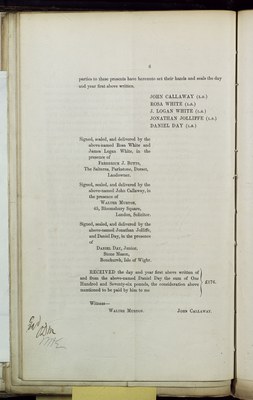 parties to these presents have hereunto set their hands and seals the day
and year first above written.
JOHN CALLAWAY (L.S.)
ROSA WHITE (L.S.)
J. LOGAN WHITE (L.S.)
JONATHAN JOLLIFFE (L.S.)
DANIEL DAY (L.S.)
Signed, sealed, and delivered by the
above-named Rosa White and
James Logan White, in the
presence of
FREDERICK J.
The Salterns, Parkstone, Dorset,
Landowner.
Signed, sealed, and delivered by the
above-named John Callaway, in
the presence of
WALTER MURTON,
Bloomsbury Square,
London, Solicitor.
Signed, sealed, and delivered by the
above-named Jonathan Jolliffe,
and Daniel Day, in the presence
of
DANIEL DAY, Junior,
Stone Mason,
Bonchurch, Isle of Wight.
RECEIVED the day and year first above written of
and from the above-named Daniel Day the sum of One
Hundred and Seventy-six pounds, the consideration above
mentioned to be paid by him to me
£176.
Witness—
WALTER MURTON. JOHN CALLAWAY.